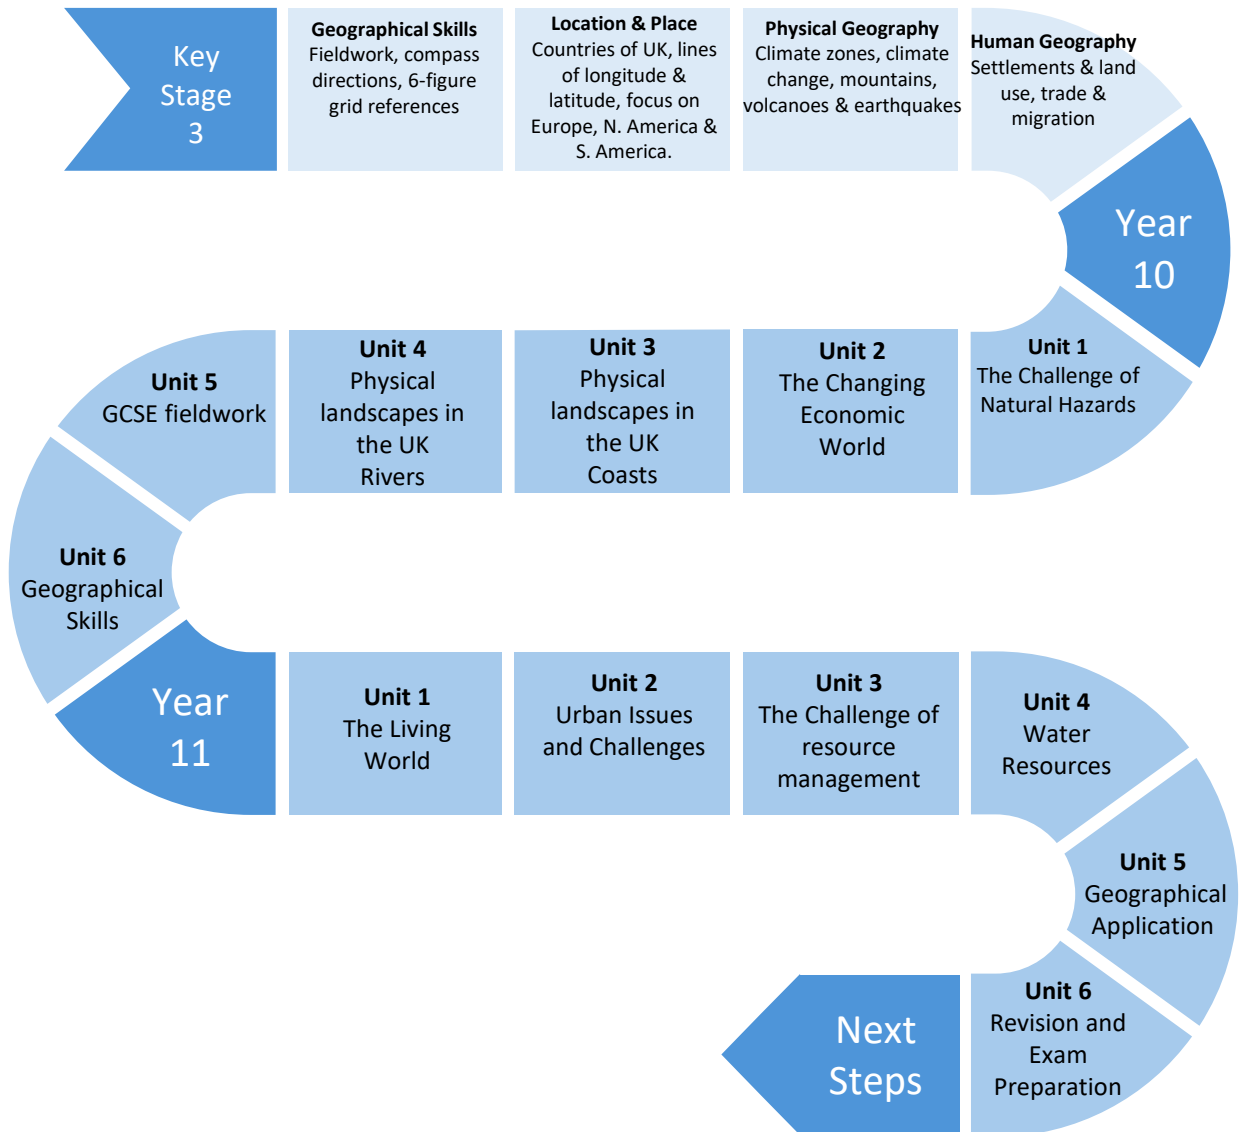 Key
Stage
3
Geographical Skills
Fieldwork, compass
directions, 6-figure
grid references
Location & Place
Countries of UK, lines
of longitude &
latitude, focus on
Europe, N. America &
S. America.
Physical Geography
Climate zones, climate
change, mountains,
volcanoes & earthquakes
Human Geography
Settlements & land
use, trade &
migration
Year
10
Unit 1
The Challenge of
Natural Hazards
Unit 2
The Changing
Economic
World
Unit 3
Physical
landscapes in
the UK
Coasts
Unit 4
Physical
landscapes in
the UK
Rivers
Unit 5
GCSE fieldwork
Unit 6
Geographical
Skills
Year
11
Unit 1
The Living
World
Unit 2
Urban Issues
and Challenges
Unit 3
The Challenge of
resource
management
Unit 4
Water
Resources
Unit 5
Geographical
Application
Unit 6
Revision and
Exam
Preparation
Next
Steps